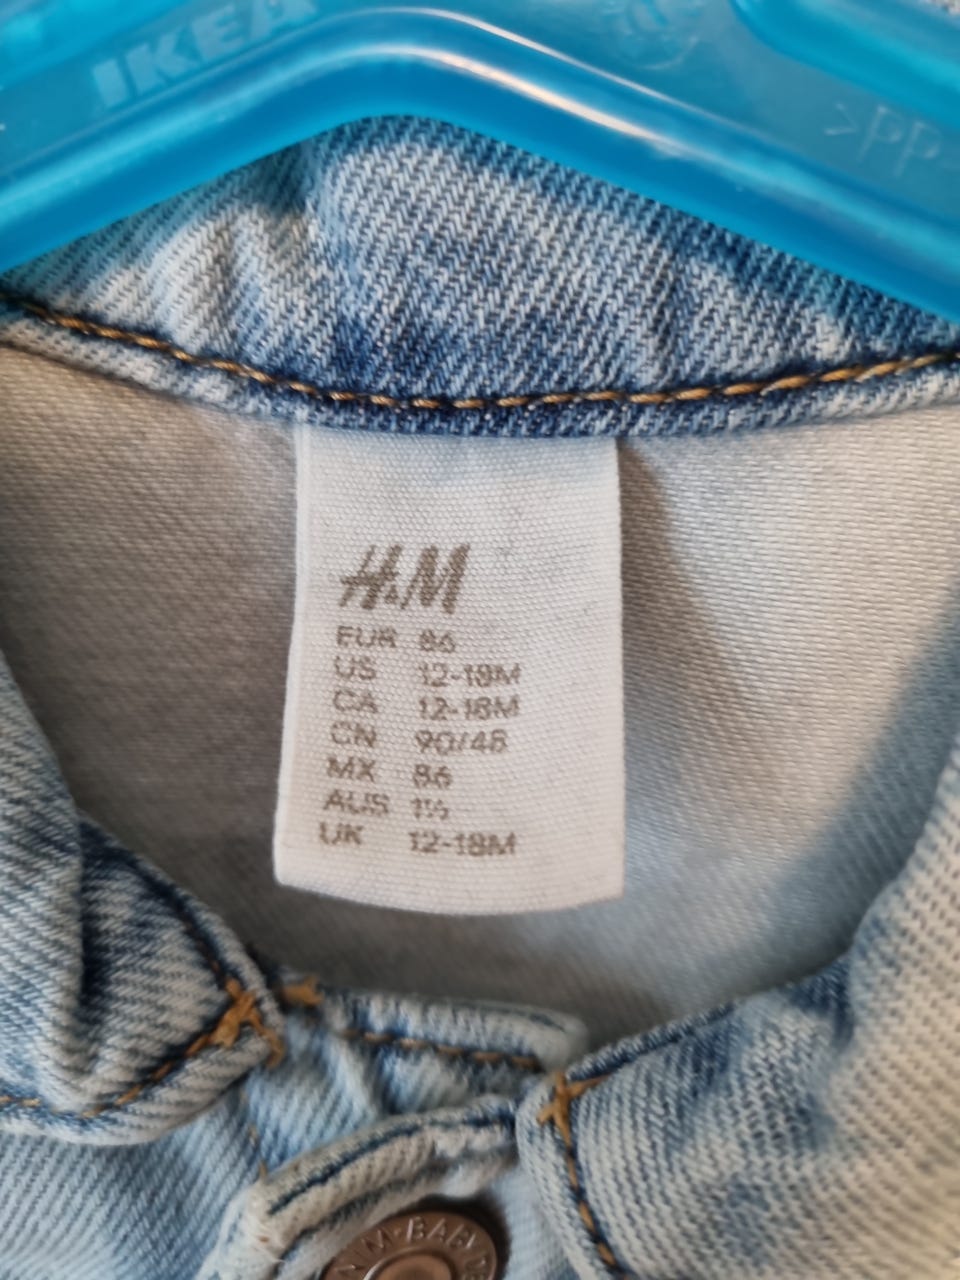 IKEA
>PP
H&M
EUR 86
US 12-18M
CA 12-18M
CN 90/48
MX 86
AUS 1½
UK 12-18M